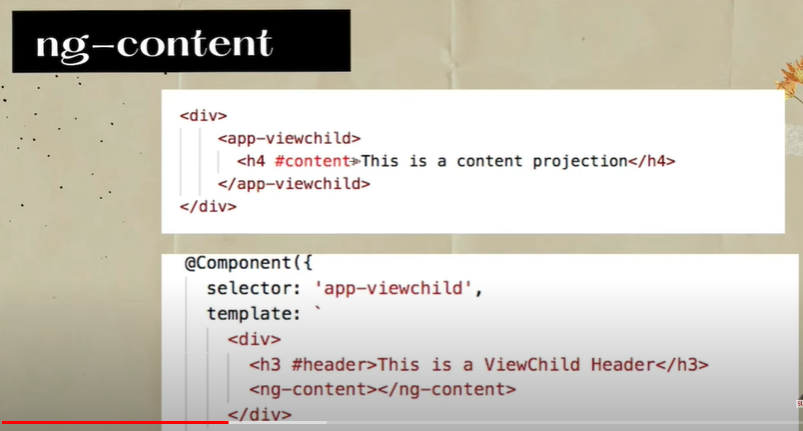 ng-content
<div>
<app-viewchild>
<h4 #content>This is a content projection</h4>
</app-viewchild>
</div>
@Component({
selector: 'app-viewchild',
template: `
<div>
<h3 #header>This is a ViewChild Header</h3>
<ng-content></ng-content>
</div>